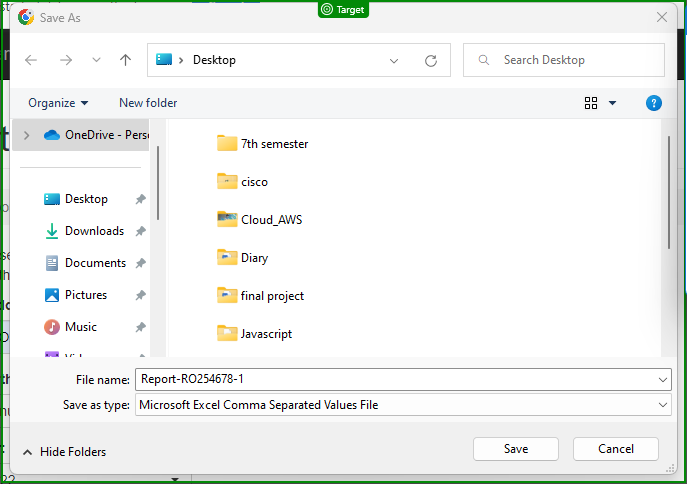 Target
Save As
Desktop
Search Desktop
Organize
New folder
OneDrive - Perso
7th semester
cisco
Cloud_AWS
Diary
final project
Javascript
Desktop
Downloads
Documents
Pictures
Music
File name: Report-RO254678-1
Save as type: Microsoft Excel Comma Separated Values File
Hide Folders
Save
Cancel